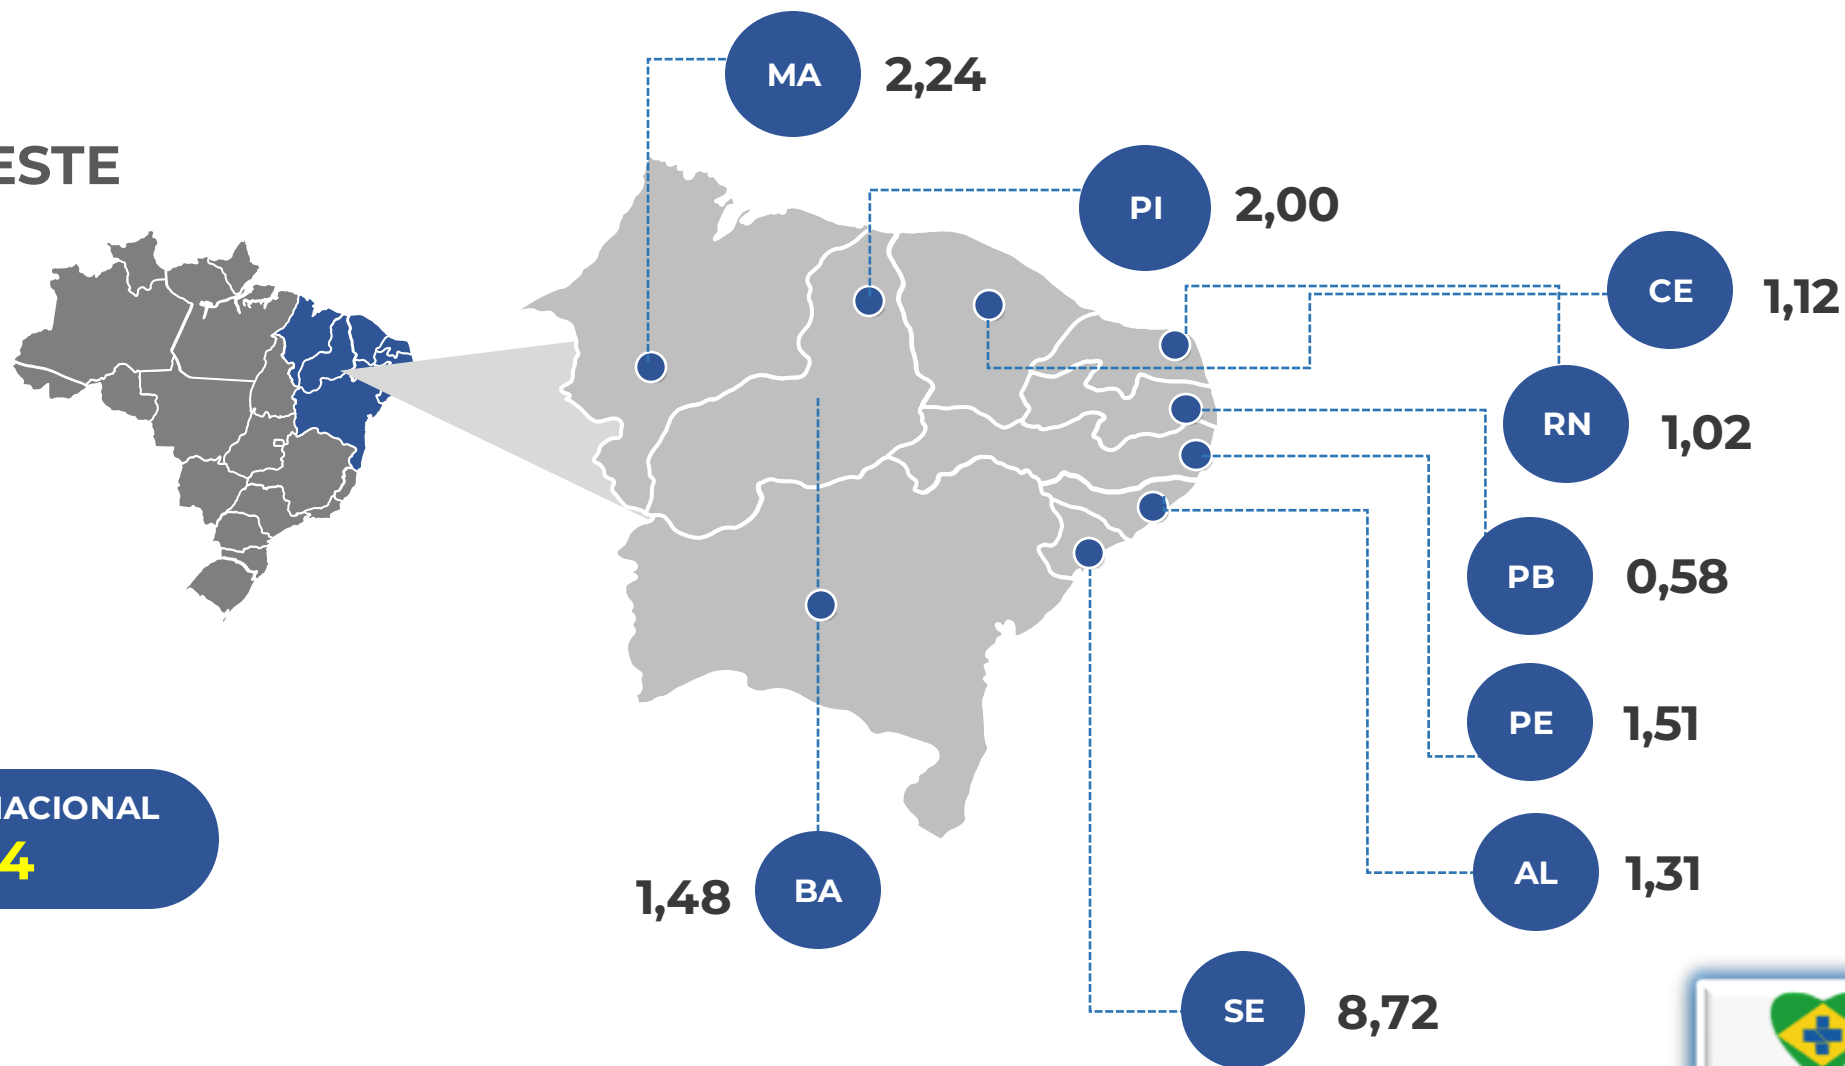 MA 2,24
ESTE
PI 2,00
CE 1,12
RN 1,02
PB 0,58
PE 1,51
NACIONAL
4
AL 1,31
1,48 BA
SE 8,72